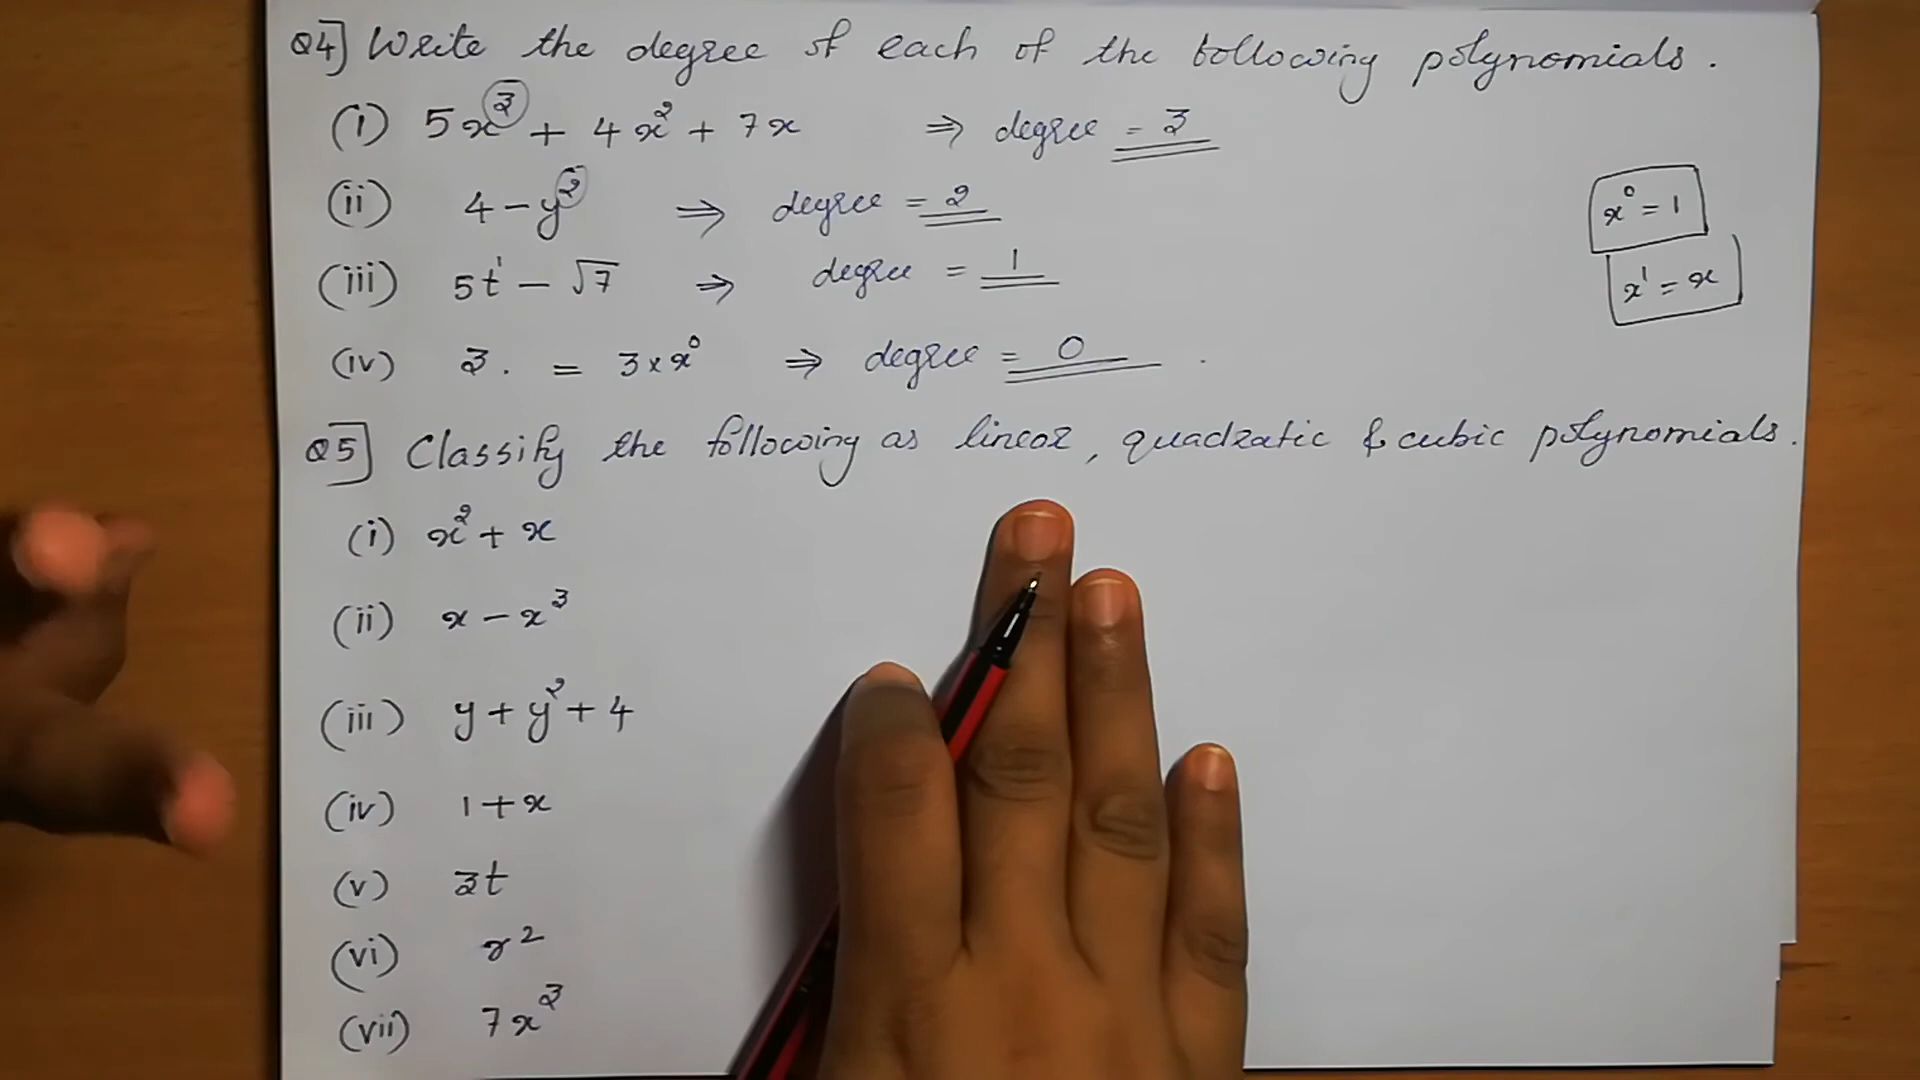 Q4] Write the degree of each of the following polynomials.
(i) 5x³ + 4x² + 7x ⇒ degree = 3
(ii) 4 - y² ⇒ degree = 2
x⁰ = 1
(iii) 5t¹ - √7 ⇒ degree = 1
x¹ = x
(iv) 3. = 3 × x⁰ ⇒ degree = 0
Q5] Classify the following as linear, quadratic & cubic polynomials.
(i) x² + x
(ii) x - x³
(iii) y + y² + 4
(iv) 1 + x
(v) 3t
(vi) r²
(vii) 7x³